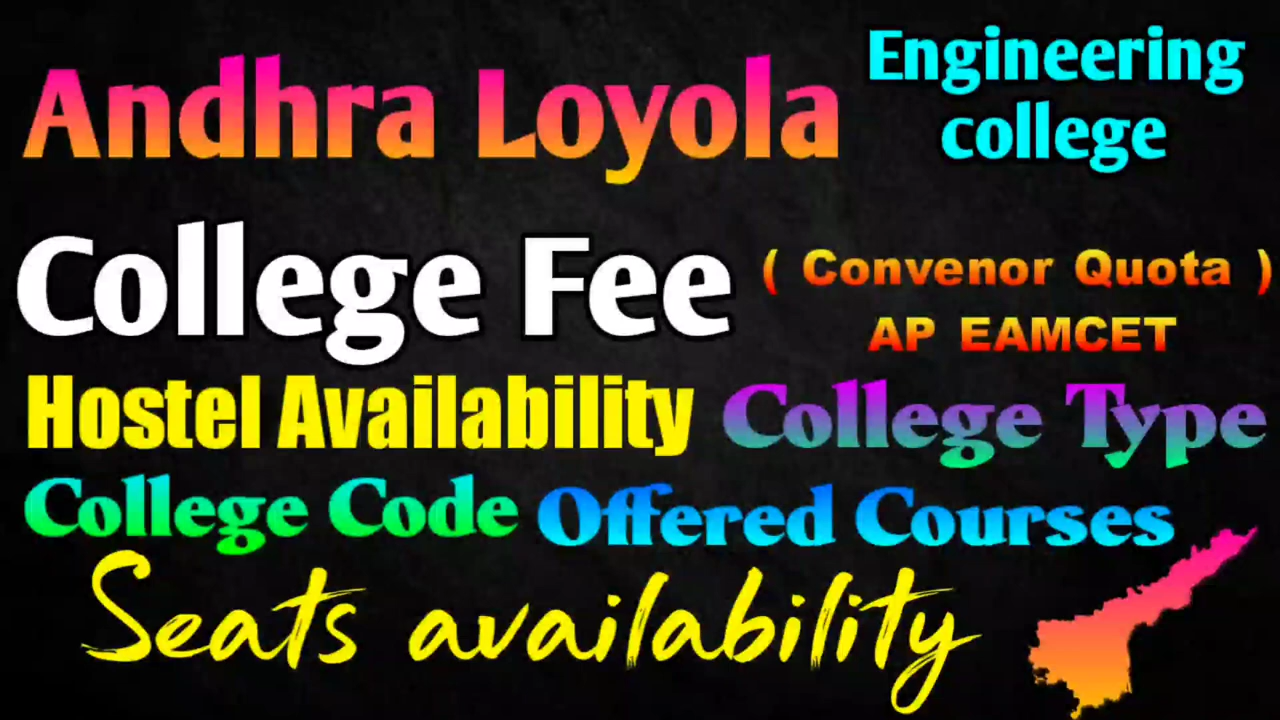 Andhra Loyola
Engineering
college
College Fee
( Convenor Quota )
AP EAMCET
Hostel Availability
College Type
College Code
Offered Courses
Seats availability